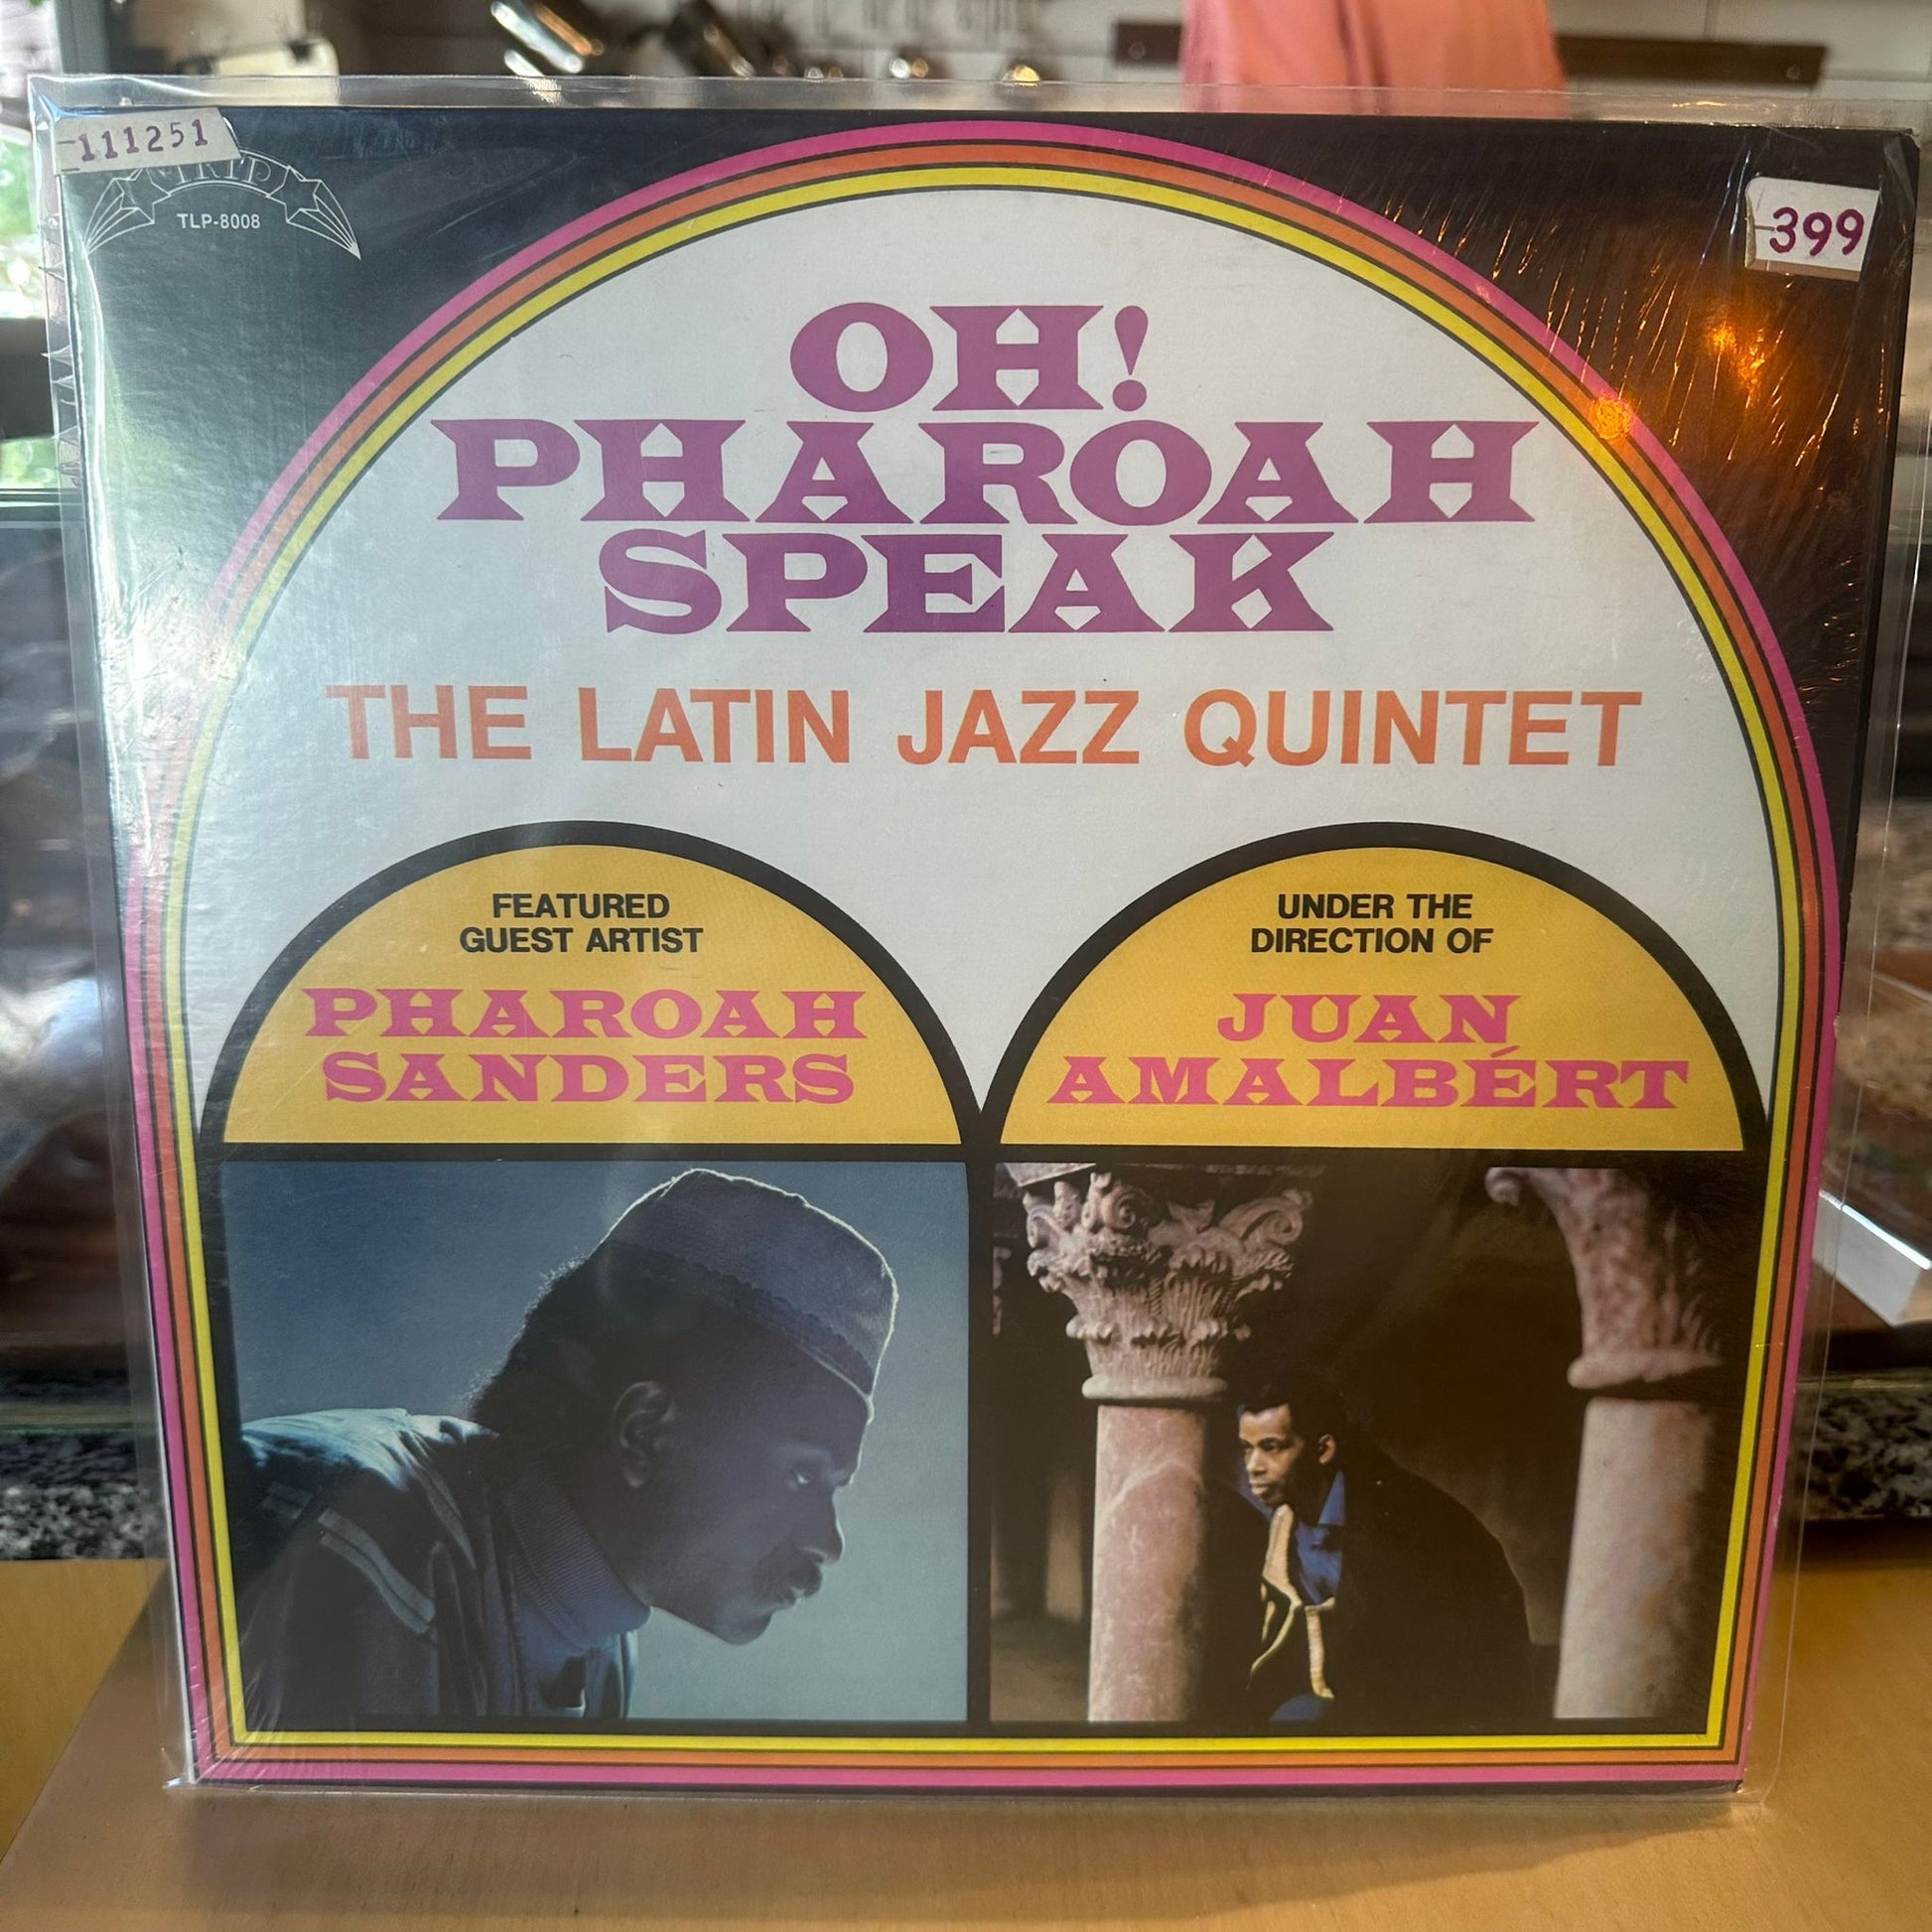 -111251
TRIP
TLP-8008
-399
OH!
PHAROAH
SPEAK
THE LATIN JAZZ QUINTET
FEATURED
GUEST ARTIST
PHAROAH
SANDERS
UNDER THE
DIRECTION OF
JUAN
AMALBÉRT